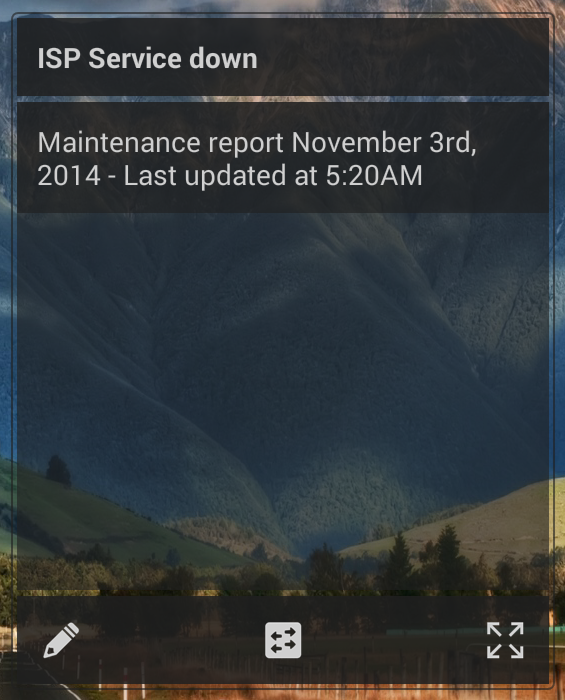 ISP Service down
Maintenance report November 3rd,
2014 - Last updated at 5:20AM